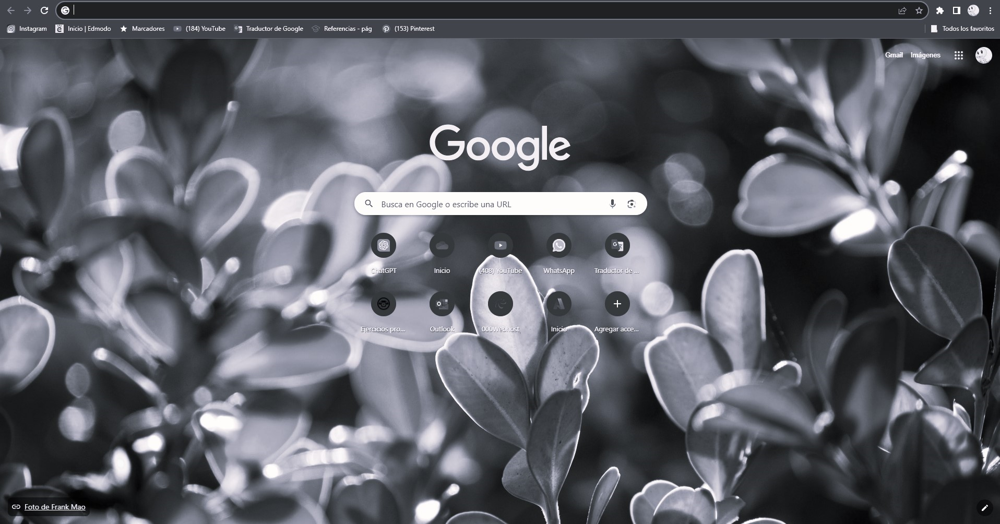 Instagram Inicio | Edmodo Marcadores (184) YouTube Traductor de Google Referencias - pág (153) Pinterest Todos los favoritos
Gmail Imágenes
Google
Busca en Google o escribe una URL
ChatGPT Inicio (408) YouTube WhatsApp Traductor de ...
Ejercicios pro... Outlook 000Webhost Inicio Agregar acce...
Foto de Frank Mao